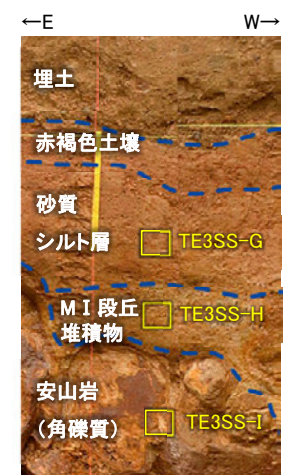 ←E W→
埋土
赤褐色土壌
砂質
シルト層 TE3SS-G
ＭⅠ段丘 TE3SS-H
堆積物
安山岩
（角礫質） TE3SS-I